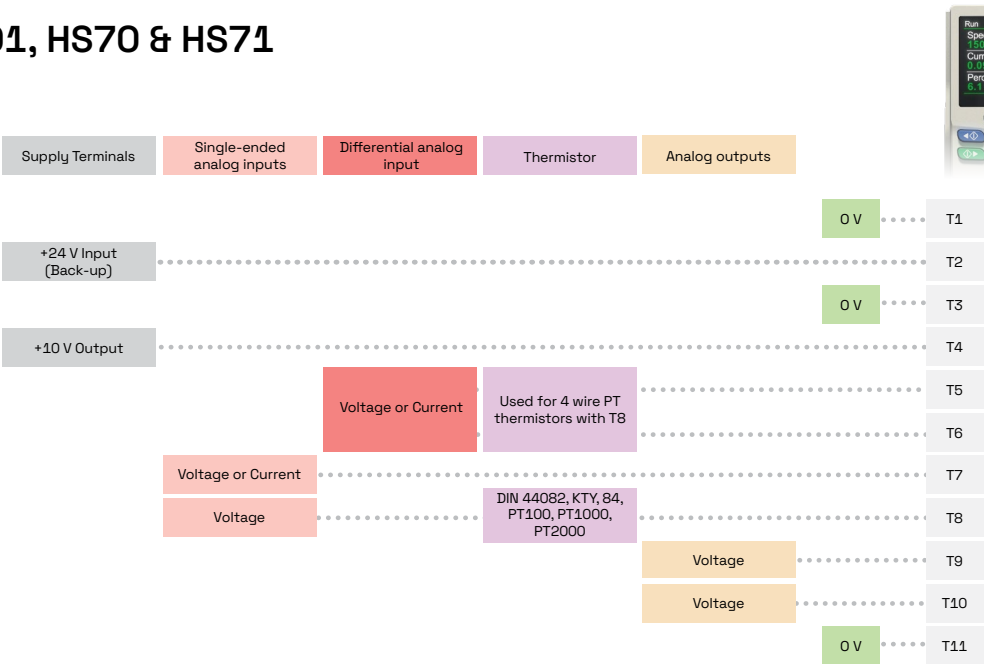 01, HS70 & HS71
Run
Supply Terminals
Single-ended
analog inputs
Differential analog
input
Thermistor
Analog outputs
0 V
T1
+24 V Input
(Back-up)
T2
0 V
T3
+10 V Output
T4
Voltage or Current
Used for 4 wire PT
thermistors with T8
T5
T6
Voltage or Current
T7
Voltage
DIN 44082, KTY, 84,
PT100, PT1000,
PT2000
T8
Voltage
T9
Voltage
T10
0 V
T11